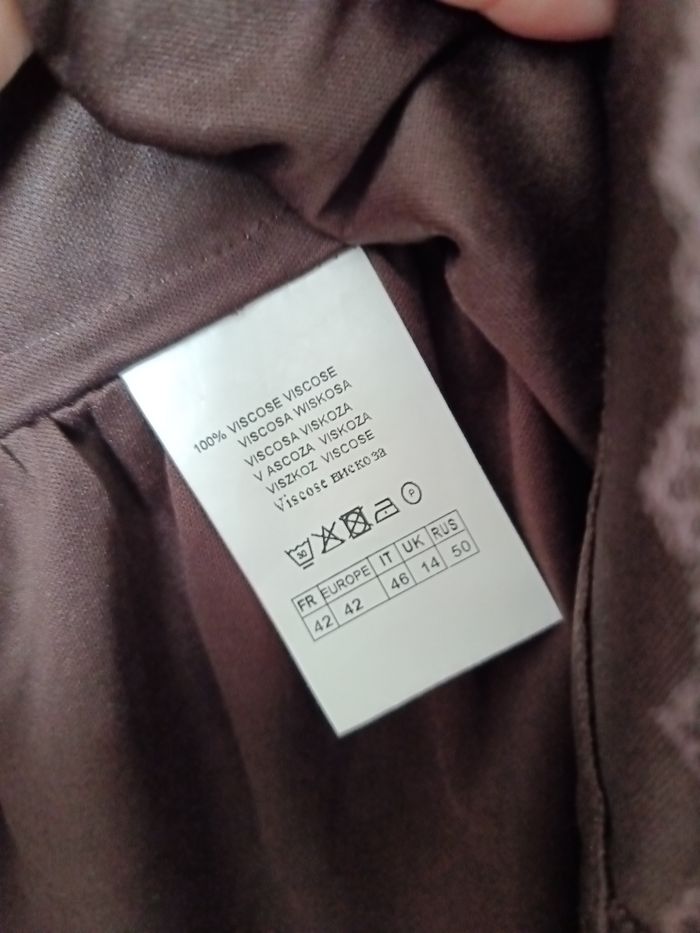 100% VISCOSE VISCOSE
VISCOSA WISKOSA
VISCOSA VISKOZA
V ASCOZA VISKOZA
VISZKOZ VISCOSE
Viscose вискоза
30 P
FR EUROPE IT UK RUS
42 42 46 14 50